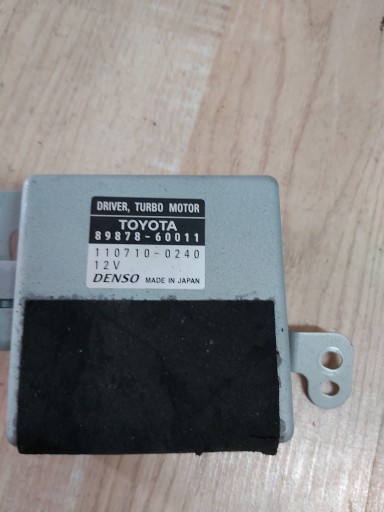 DRIVER, TURBO MOTOR
TOYOTA
89878-60011
110710-0240
12V
DENSO MADE IN JAPAN